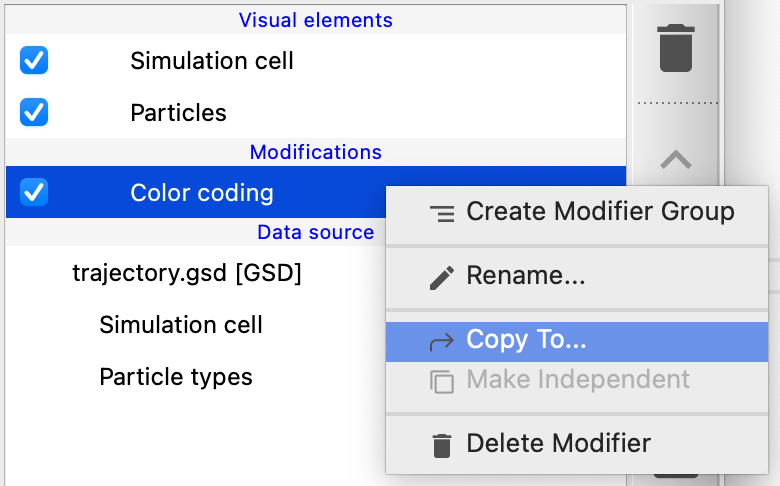 Visual elements
Simulation cell
Particles
Modifications
Color coding
Data source
trajectory.gsd [GSD]
Simulation cell
Particle types
Create Modifier Group
Rename...
Copy To...
Make Independent
Delete Modifier